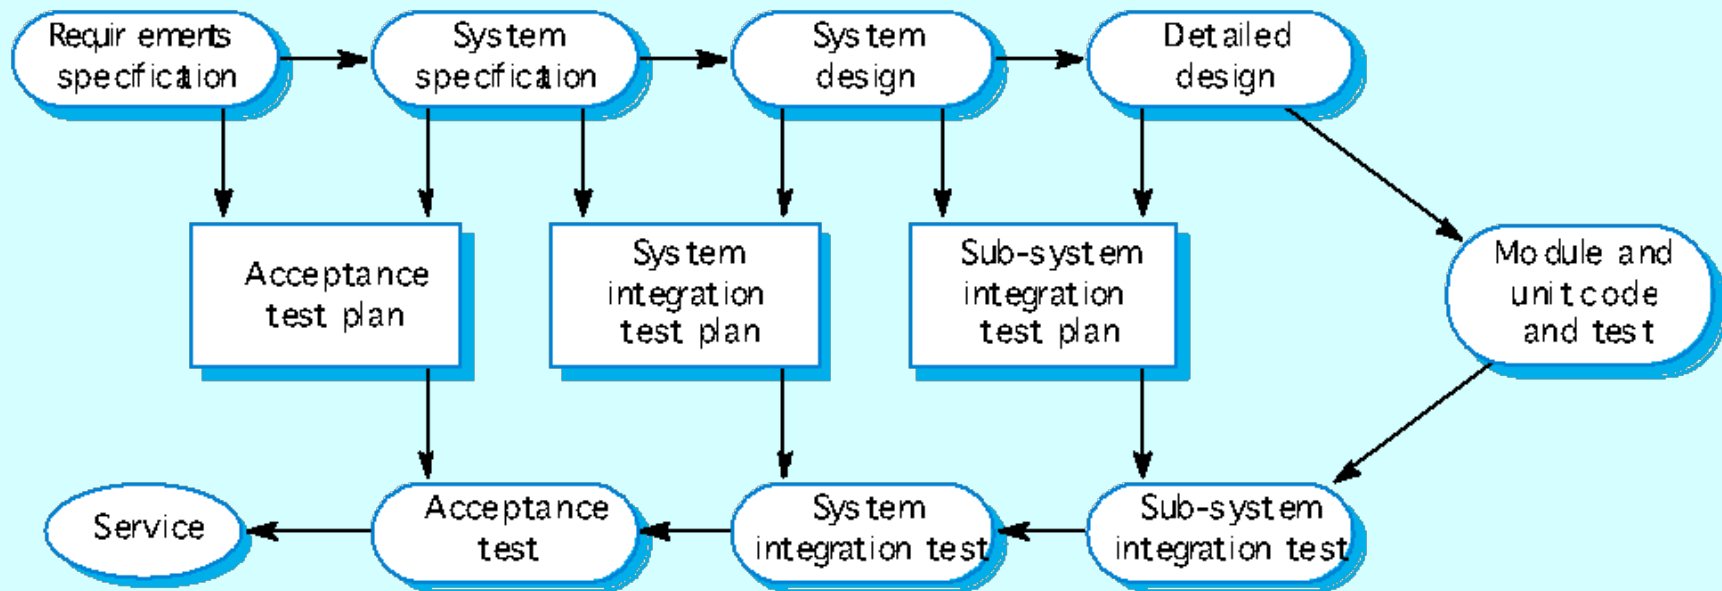 Requirements
specification
System
specification
System
design
Detailed
design
Acceptance
test plan
System
integration
test plan
Sub-system
integration
test plan
Module and
unit code
and test
Service
Acceptance
test
System
integration test
Sub-system
integration test